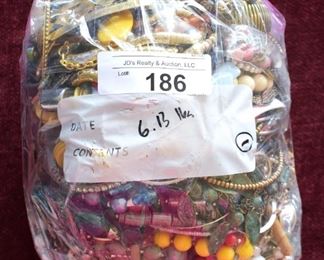 JD's Realty & Auction, LLC
Lot#
186
DATE 6.13 lbs
CONTENTS
1